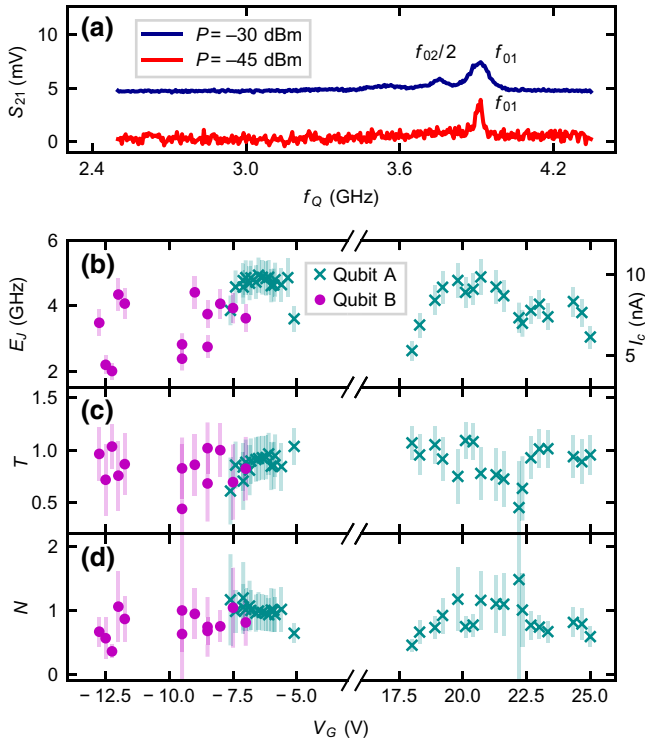 (a)
P = –30 dBm
P = –45 dBm
f02/2
f01
f01
S21 (mV)
10
5
0
2.4 3.0 3.6 4.2
fQ (GHz)
(b)
Qubit A
Qubit B
EJ (GHz)
6
4
2
10
5
Ic (nA)
(c)
T
1.5
1.0
0.5
(d)
N
2
1
0
−12.5 −10.0 −7.5 −5.0 17.5 20.0 22.5 25.0
VG (V)